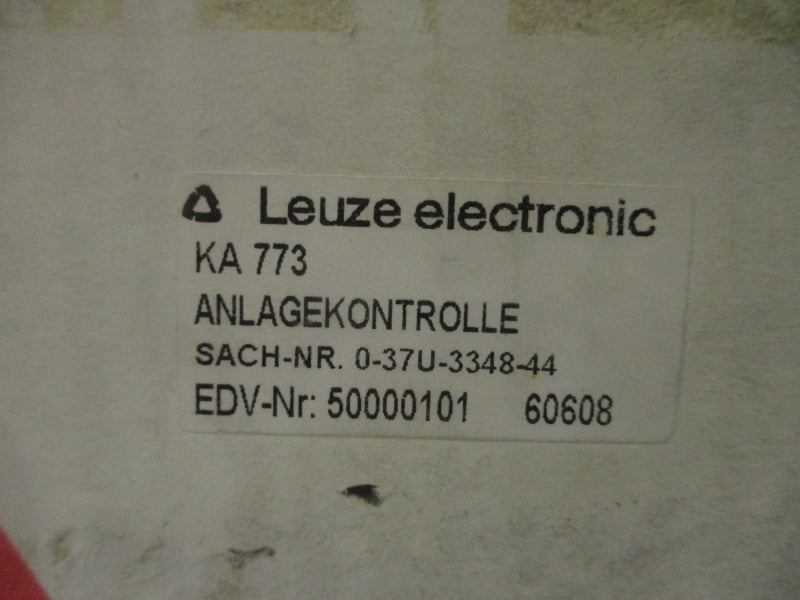 Leuze electronic
KA 773
ANLAGEKONTROLLE
SACH-NR. 0-37U-3348-44
EDV-Nr: 50000101 60608